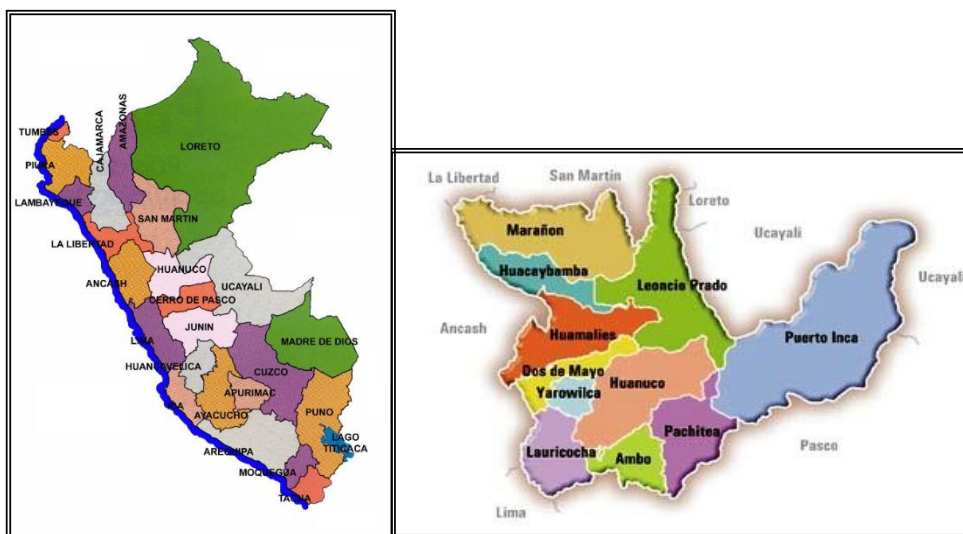 TUMBES
PIURA
LAMBAYEQUE
CAJAMARCA
AMAZONAS
LORETO
LA LIBERTAD
SAN MARTIN
ANCASH
HUANUCO
UCAYALI
CERRO DE PASCO
LIMA
JUNIN
MADRE DE DIOS
HUANCAVELICA
CUZCO
APURIMAC
AYACUCHO
PUNO
LAGO
TITICACA
AREQUIPA
MOQUEGUA
TACNA
La Libertad
San Martín
Loreto
Ucayali
Ucayali
Marañon
Huacaybamba
Leoncio Prado
Ancash
Huamalies
Puerto Inca
Dos de Mayo
Huanuco
Yarowilca
Pachitea
Pasco
Lauricocha
Ambo
Lima